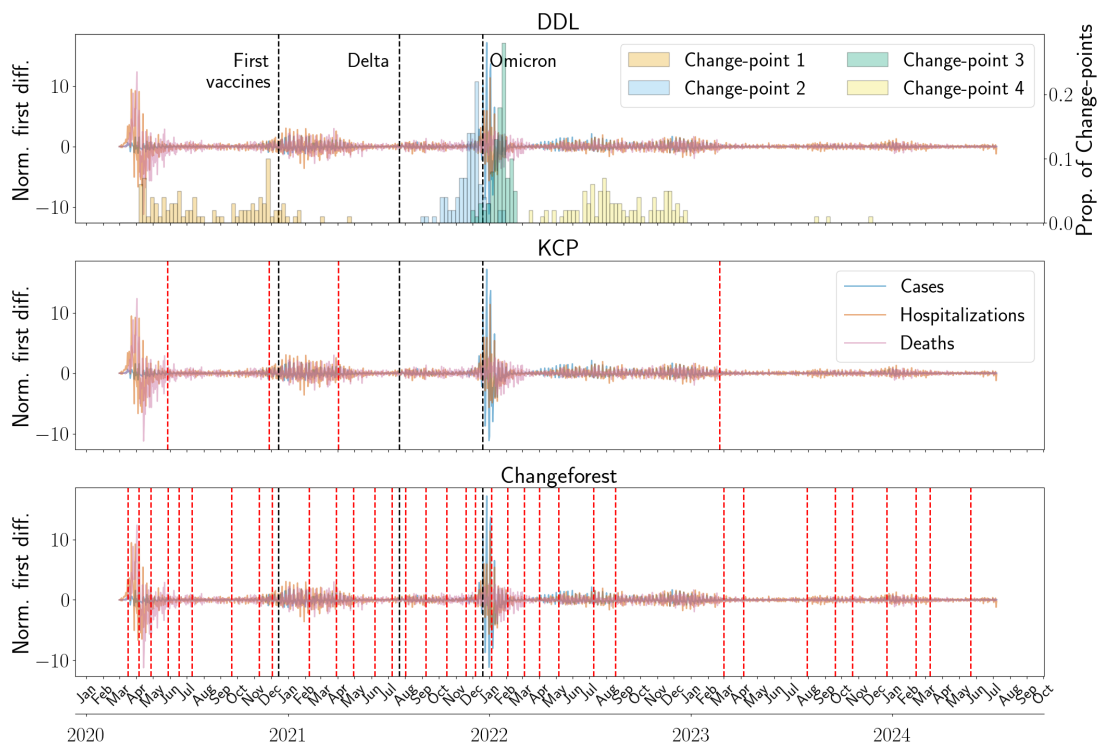 DDL
Norm. first diff.
10
0
−10
First
vaccines
Delta
Omicron
Change-point 1
Change-point 2
Change-point 3
Change-point 4
0.2
0.1
0.0
Prop. of Change-points
KCP
Norm. first diff.
10
0
−10
Cases
Hospitalizations
Deaths
Changeforest
Norm. first diff.
10
0
−10
Jan Feb Mar Apr May Jun Jul Aug Sep Oct Nov Dec Jan Feb Mar Apr May Jun Jul Aug Sep Oct Nov Dec Jan Feb Mar Apr May Jun Jul Aug Sep Oct Nov Dec Jan Feb Mar Apr May Jun Jul Aug Sep Oct Nov Dec Jan Feb Mar Apr May Jun Jul Aug Sep Oct
2020 2021 2022 2023 2024